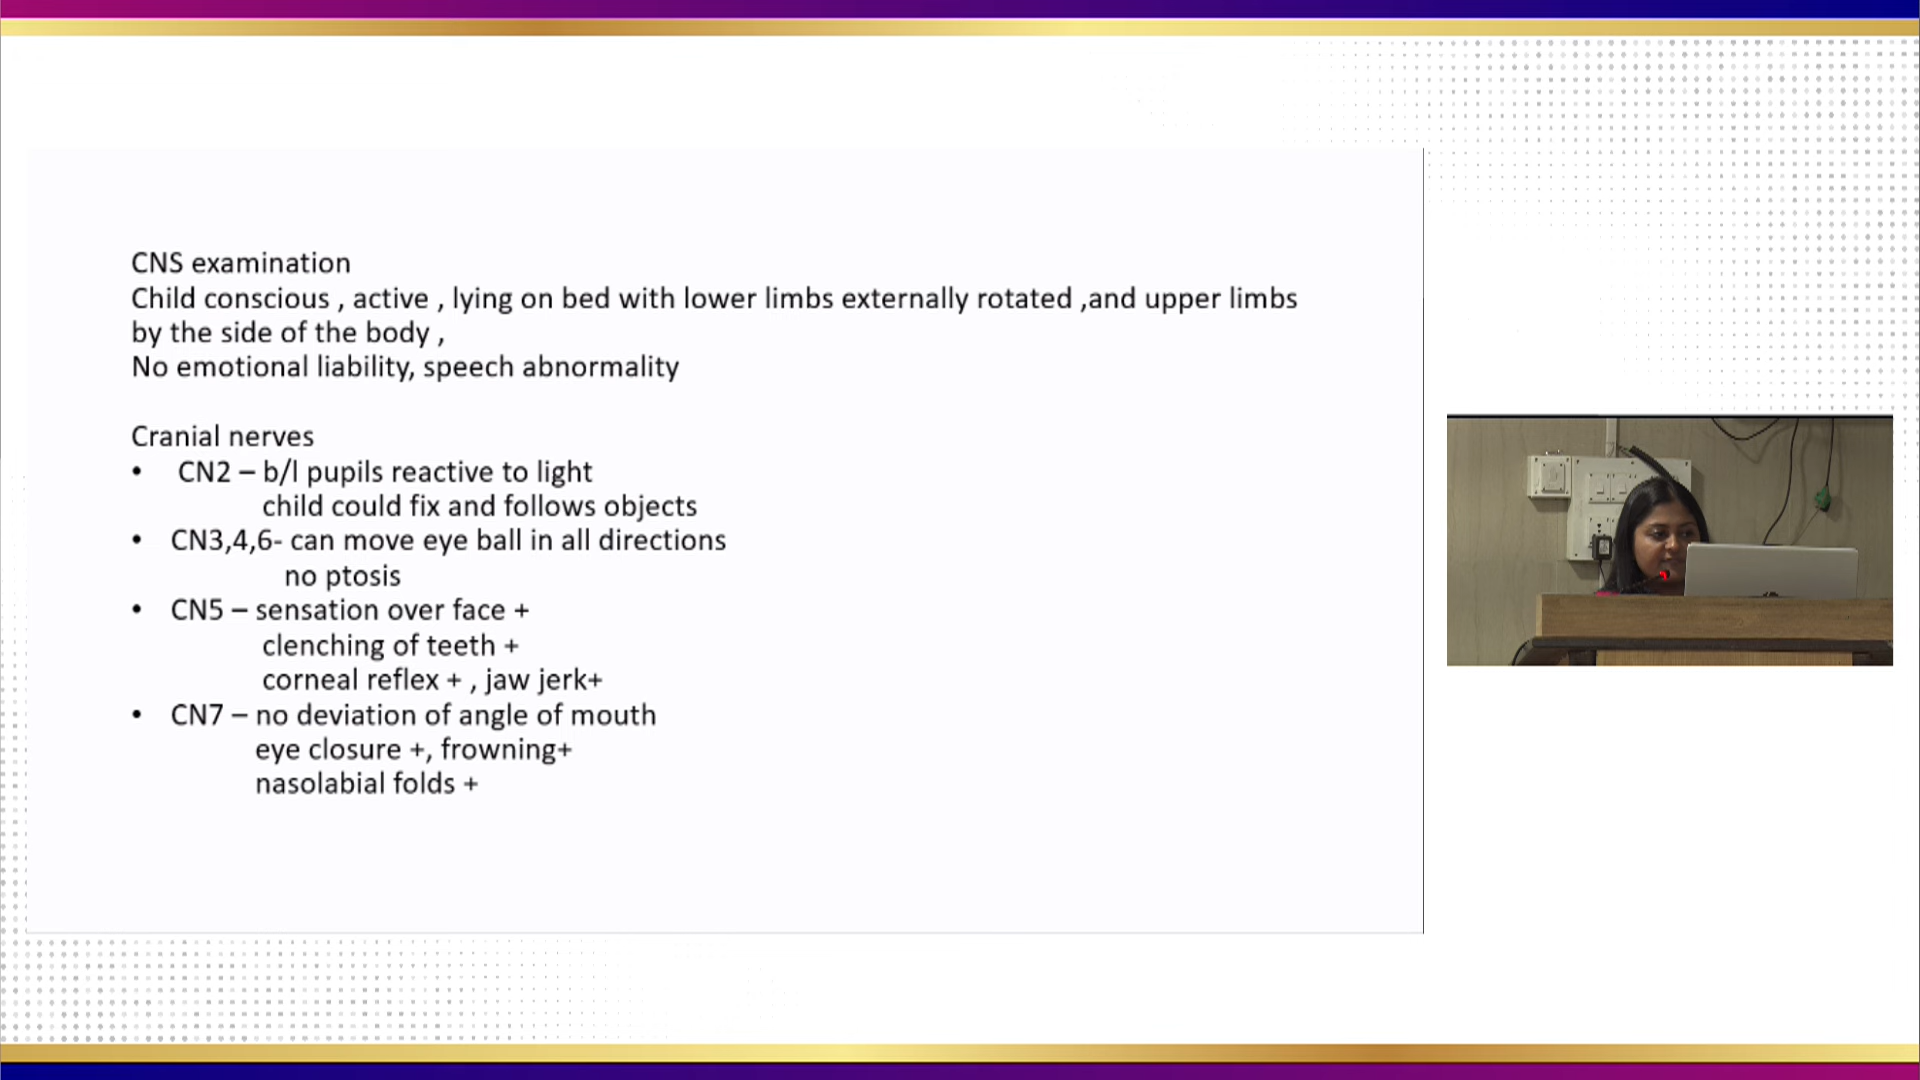 CNS examination
Child conscious , active , lying on bed with lower limbs externally rotated ,and upper limbs
by the side of the body ,
No emotional liability, speech abnormality
Cranial nerves
• CN2 – b/l pupils reactive to light
child could fix and follows objects
• CN3,4,6- can move eye ball in all directions
no ptosis
• CN5 – sensation over face +
clenching of teeth +
corneal reflex + , jaw jerk+
• CN7 – no deviation of angle of mouth
eye closure +, frowning+
nasolabial folds +